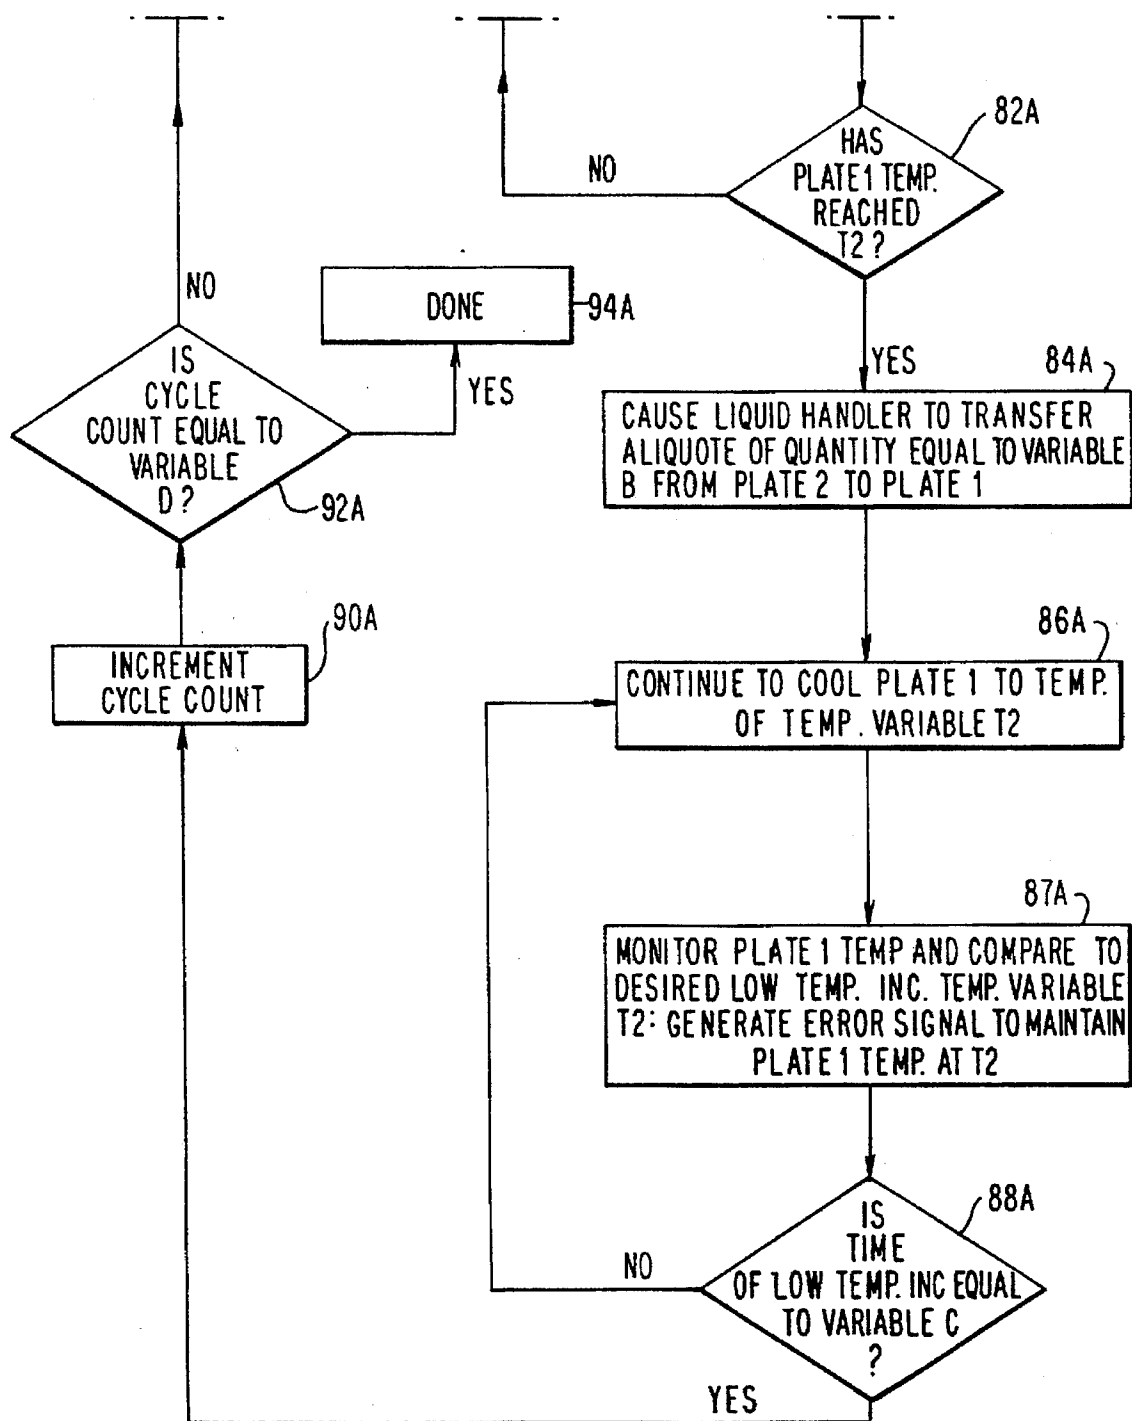 82A
HAS
PLATE 1 TEMP.
REACHED
T2?
NO
YES
NO
DONE
94A
YES
IS
CYCLE
COUNT EQUAL TO
VARIABLE
D?
92A
84A
CAUSE LIQUID HANDLER TO TRANSFER
ALIQUOTE OF QUANTITY EQUAL TO VARIABLE
B FROM PLATE 2 TO PLATE 1
90A
INCREMENT
CYCLE COUNT
86A
CONTINUE TO COOL PLATE 1 TO TEMP.
OF TEMP. VARIABLE T2
87A
MONITOR PLATE 1 TEMP AND COMPARE TO
DESIRED LOW TEMP. INC. TEMP. VARIABLE
T2: GENERATE ERROR SIGNAL TO MAINTAIN
PLATE 1 TEMP. AT T2
88A
IS
TIME
OF LOW TEMP. INC EQUAL
TO VARIABLE C
?
NO
YES